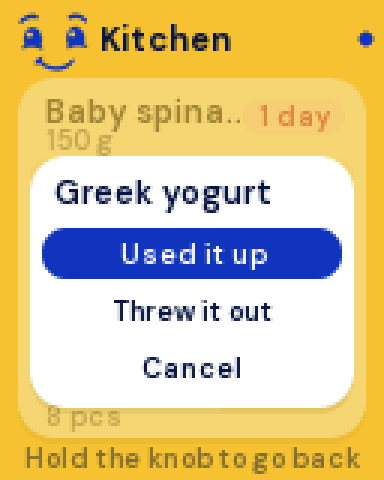 Kitchen
Baby spina..
1 day
150 g
Greek yogurt
Used it up
Threw it out
Cancel
8 pcs
Hold the knob to go back